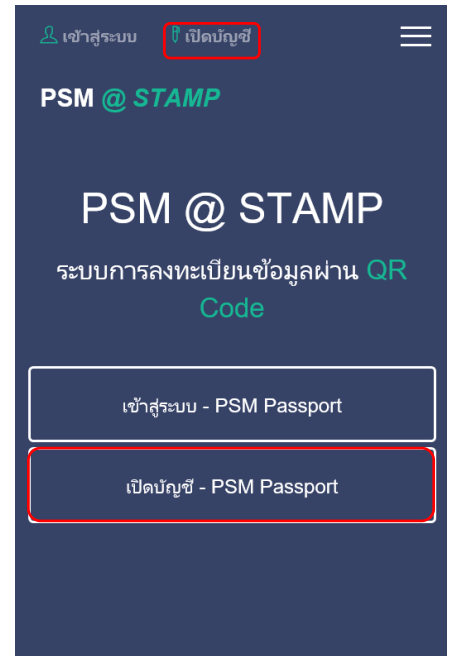 เข้าสู่ระบบ เปิดบัญชี
PSM @ STAMP
PSM @ STAMP
ระบบการลงทะเบียนข้อมูลผ่าน QR
Code
เข้าสู่ระบบ - PSM Passport
เปิดบัญชี - PSM Passport